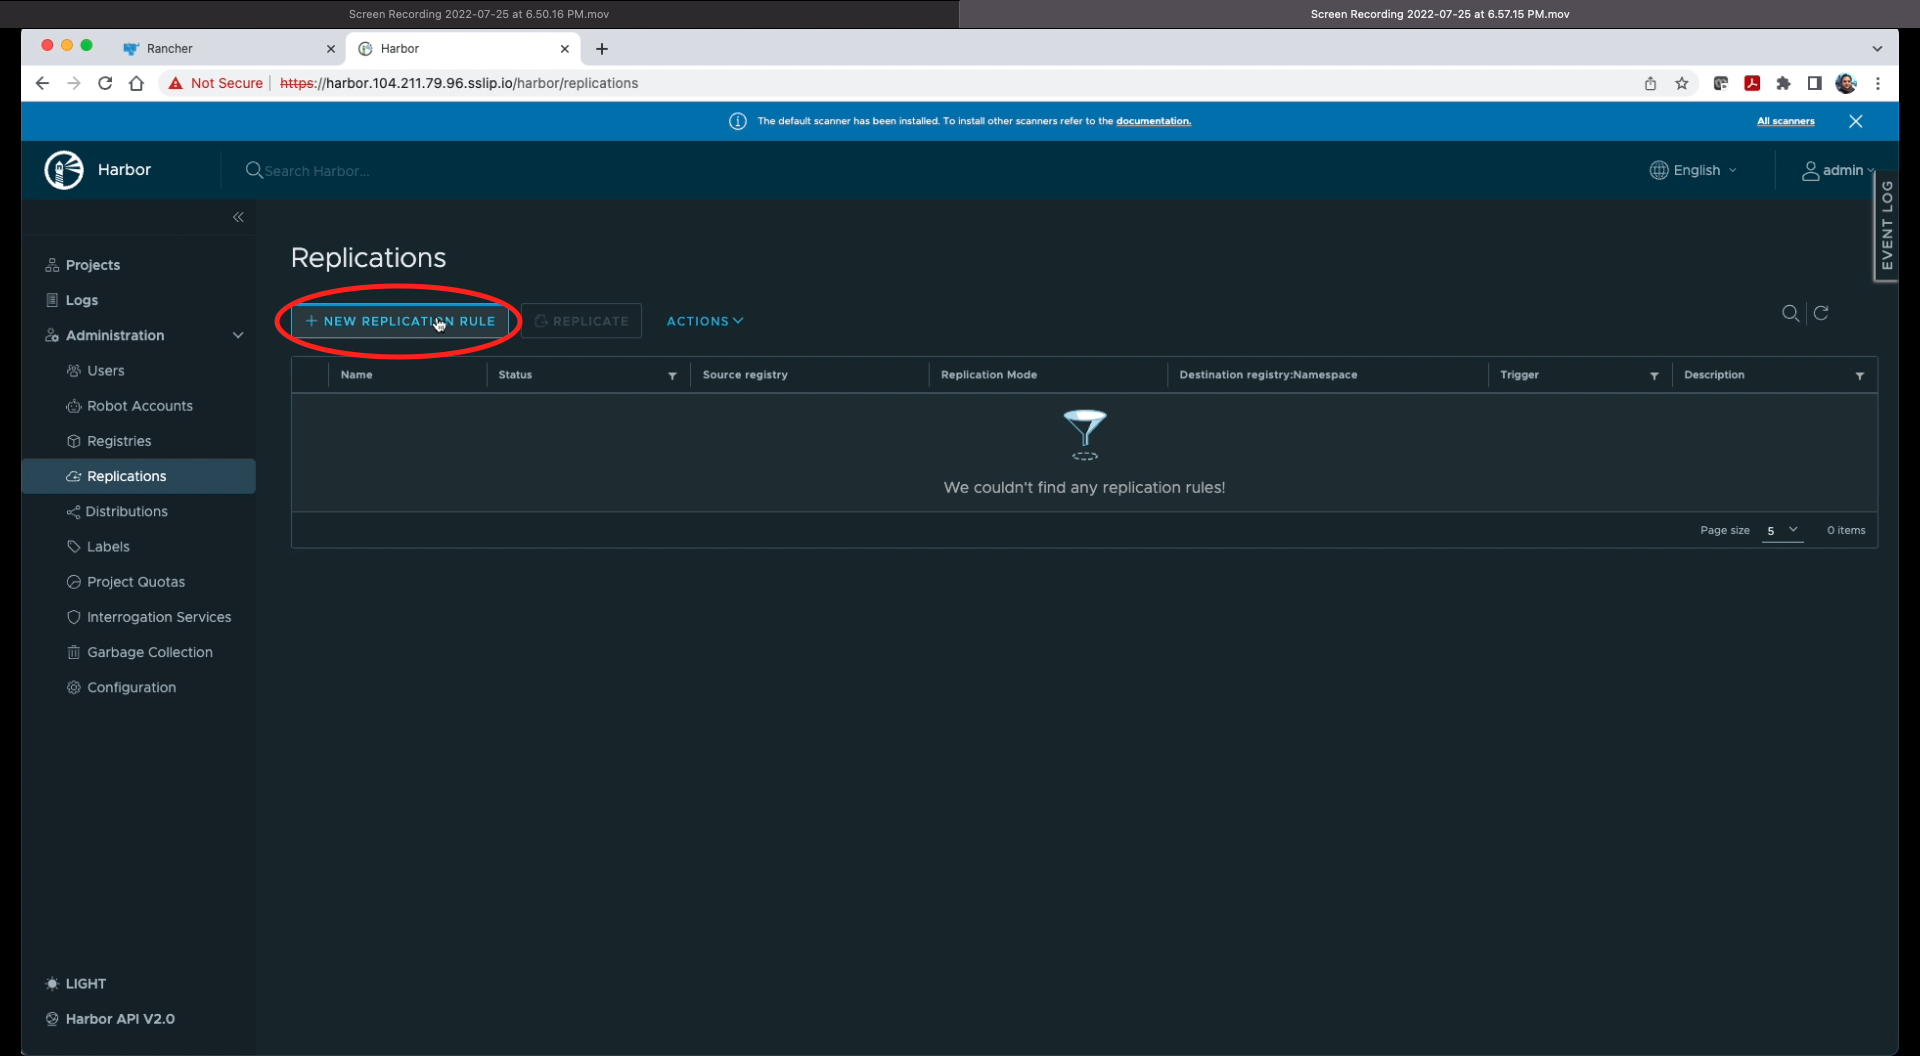 Screen Recording 2022-07-25 at 6.50.16 PM.mov
Screen Recording 2022-07-25 at 6.57.15 PM.mov
Rancher
Harbor
Not Secure
https://harbor.104.211.79.96.sslip.io/harbor/replications
The default scanner has been installed. To install other scanners refer to the documentation.
All scanners
Harbor
Search Harbor...
English
admin
EVENT LOG
Projects
Logs
Administration
Users
Robot Accounts
Registries
Replications
Distributions
Labels
Project Quotas
Interrogation Services
Garbage Collection
Configuration
LIGHT
Harbor API V2.0
Replications
+ NEW REPLICATION RULE
REPLICATE
ACTIONS
Name
Status
Source registry
Replication Mode
Destination registry:Namespace
Trigger
Description
We couldn't find any replication rules!
Page size 5
0 items